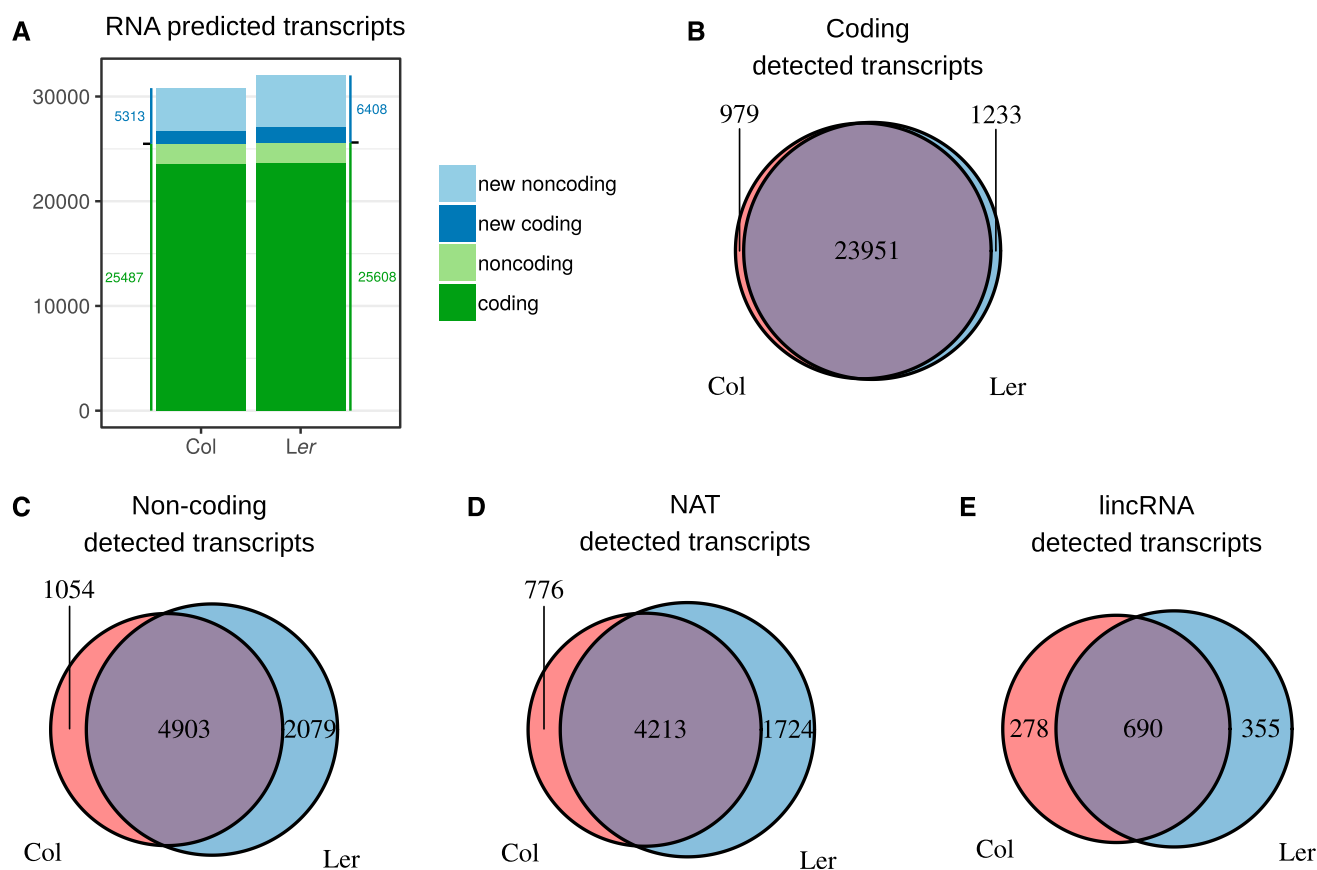 A
RNA predicted transcripts
30000
20000
10000
0
5313
25487
6408
25608
Col
Ler
new noncoding
new coding
noncoding
coding
B
Coding
detected transcripts
979
1233
23951
Col
Ler
C
Non-coding
detected transcripts
1054
4903
2079
Col
Ler
D
NAT
detected transcripts
776
4213
1724
Col
Ler
E
lincRNA
detected transcripts
278
690
355
Col
Ler